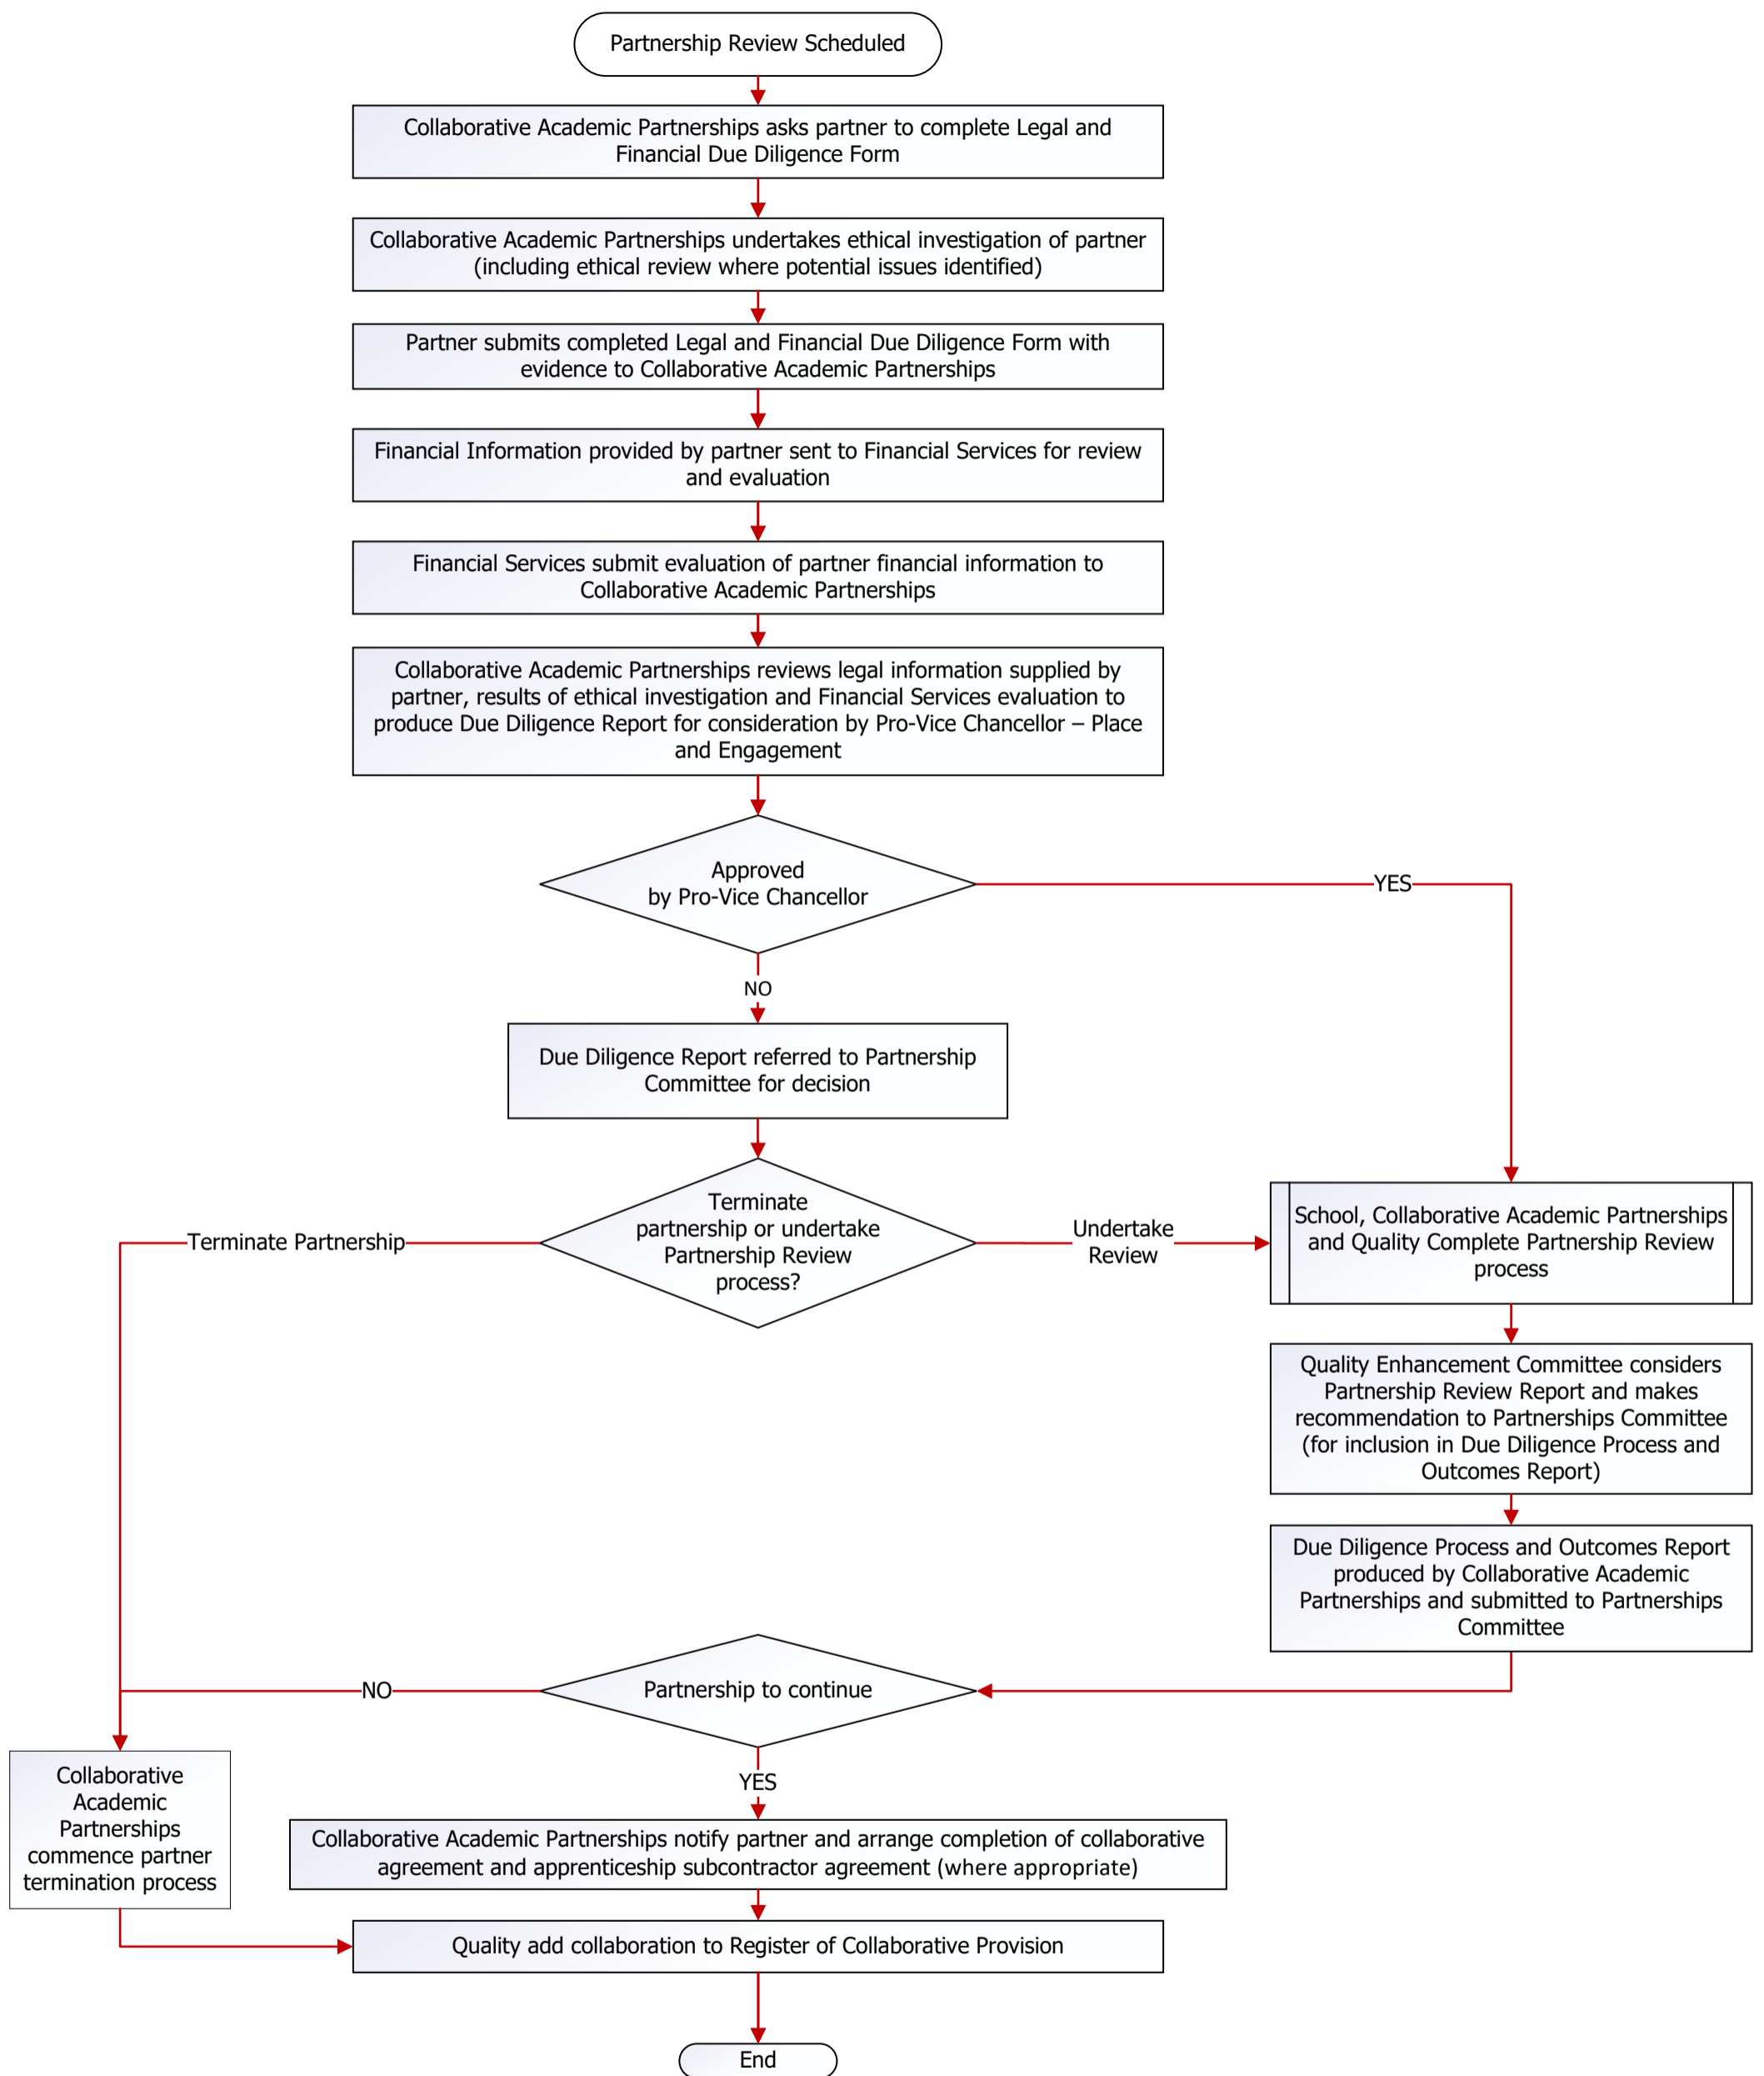 Partnership Review Scheduled
Collaborative Academic Partnerships asks partner to complete Legal and
Financial Due Diligence Form
Collaborative Academic Partnerships undertakes ethical investigation of partner
(including ethical review where potential issues identified)
Partner submits completed Legal and Financial Due Diligence Form with
evidence to Collaborative Academic Partnerships
Financial Information provided by partner sent to Financial Services for review
and evaluation
Financial Services submit evaluation of partner financial information to
Collaborative Academic Partnerships
Collaborative Academic Partnerships reviews legal information supplied by
partner, results of ethical investigation and Financial Services evaluation to
produce Due Diligence Report for consideration by Pro-Vice Chancellor – Place
and Engagement
Approved
by Pro-Vice Chancellor
YES
NO
Due Diligence Report referred to Partnership
Committee for decision
Terminate
partnership or undertake
Partnership Review
process?
Terminate Partnership
Undertake
Review
School, Collaborative Academic Partnerships
and Quality Complete Partnership Review
process
Quality Enhancement Committee considers
Partnership Review Report and makes
recommendation to Partnerships Committee
(for inclusion in Due Diligence Process and
Outcomes Report)
Due Diligence Process and Outcomes Report
produced by Collaborative Academic
Partnerships and submitted to Partnerships
Committee
Partnership to continue
NO
YES
Collaborative
Academic
Partnerships
commence partner
termination process
Collaborative Academic Partnerships notify partner and arrange completion of collaborative
agreement and apprenticeship subcontractor agreement (where appropriate)
Quality add collaboration to Register of Collaborative Provision
End